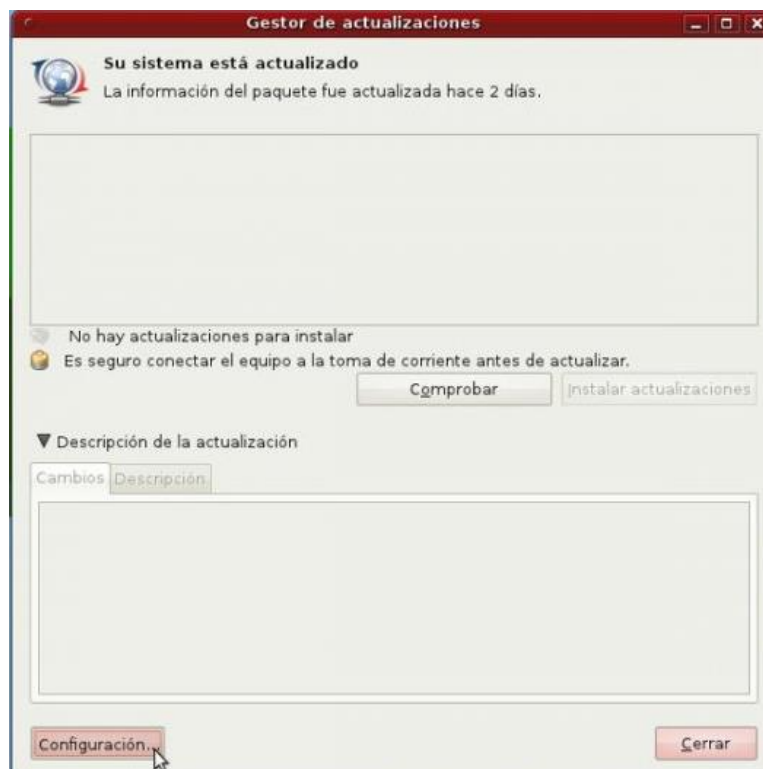 Gestor de actualizaciones
Su sistema está actualizado
La información del paquete fue actualizada hace 2 días.
No hay actualizaciones para instalar
Es seguro conectar el equipo a la toma de corriente antes de actualizar.
Comprobar Instalar actualizaciones
Descripción de la actualización
Cambios Descripción
Configuración... Cerrar